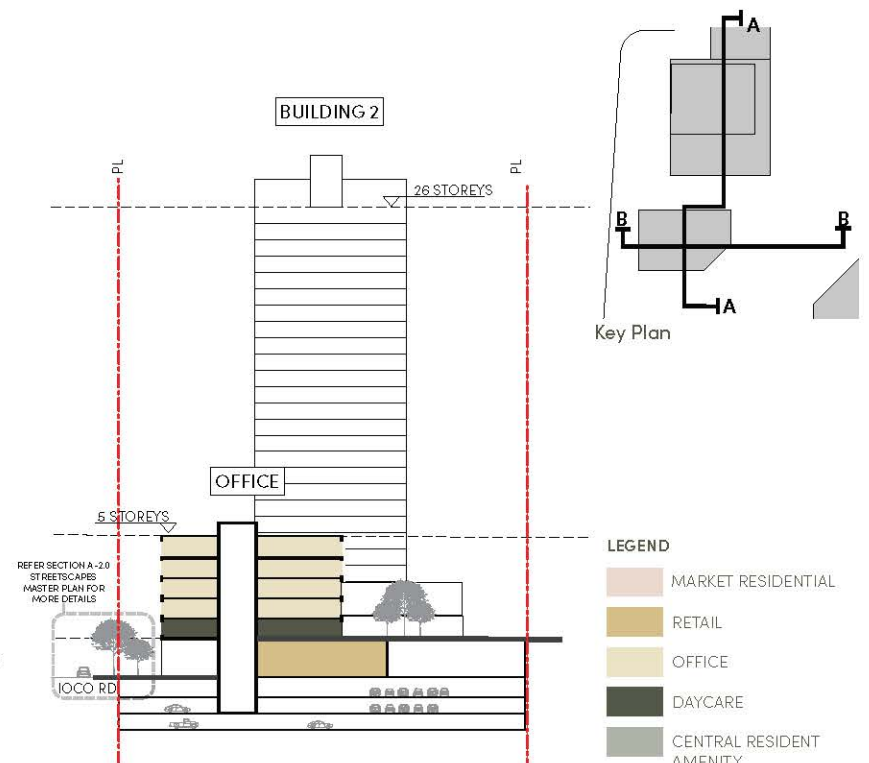 A
BUILDING 2
PL
PL
26 STOREYS
B
B
A
Key Plan
OFFICE
5 STOREYS
REFER SECTION A-2.0
STREETSCAPES
MASTER PLAN FOR
MORE DETAILS
IOCO RD
LEGEND
MARKET RESIDENTIAL
RETAIL
OFFICE
DAYCARE
CENTRAL RESIDENT
AMENITY